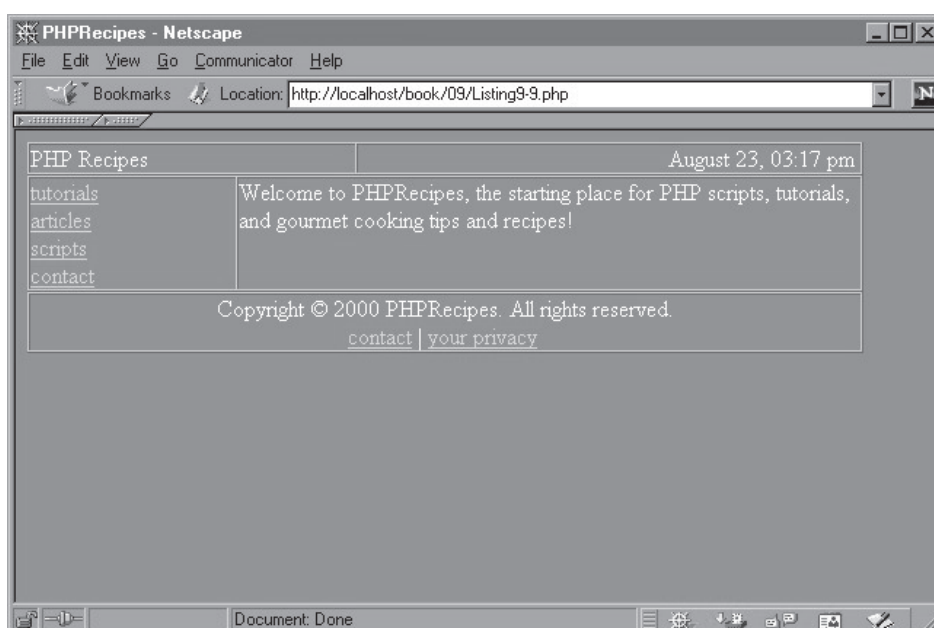 PHPRecipes - Netscape
File Edit View Go Communicator Help
Bookmarks Location: http://localhost/book/09/Listing9-9.php
N
PHP Recipes August 23, 03:17 pm
tutorials
articles
scripts
contact
Welcome to PHPRecipes, the starting place for PHP scripts, tutorials,
and gourmet cooking tips and recipes!
Copyright © 2000 PHPRecipes. All rights reserved.
contact | your privacy
Document: Done